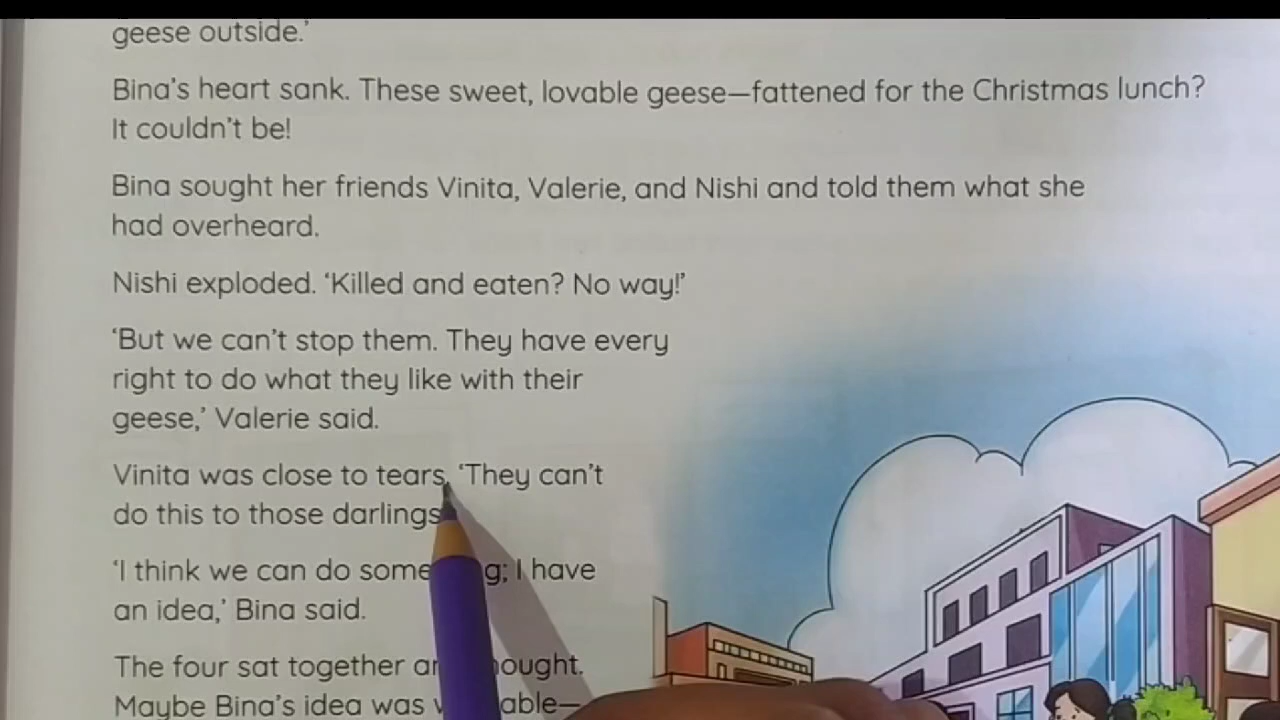 geese outside.'
Bina's heart sank. These sweet, lovable geese—fattened for the Christmas lunch?
It couldn't be!
Bina sought her friends Vinita, Valerie, and Nishi and told them what she
had overheard.
Nishi exploded. 'Killed and eaten? No way!'
'But we can't stop them. They have every
right to do what they like with their
geese,' Valerie said.
Vinita was close to tears, 'They can't
do this to those darlings
'I think we can do some g; I have
an idea,' Bina said.
The four sat together
Maybe Bina's idea was